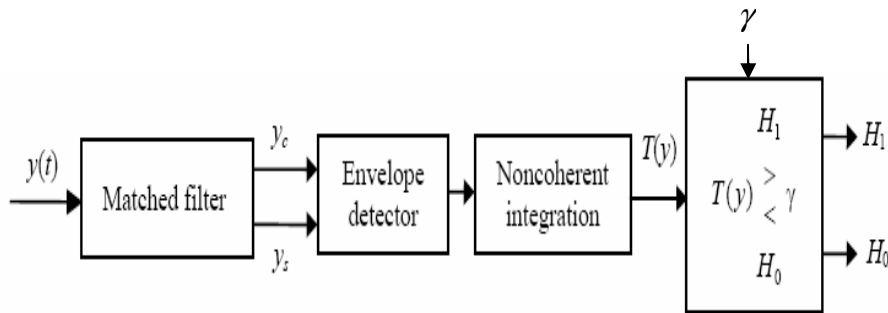 γ
y(t)
Matched filter
y_c
y_s
Envelope
detector
Noncoherent
integration
T(y)
H_1
T(y) > < γ
H_0
H_1
H_0